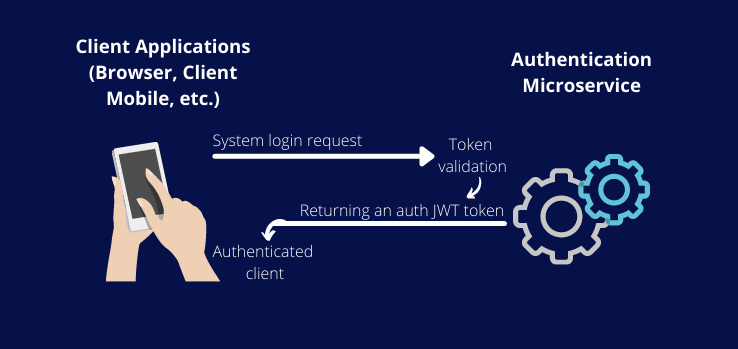 Client Applications
(Browser, Client
Mobile, etc.)
Authentication
Microservice
System login request
Token
validation
Returning an auth JWT token
Authenticated
client